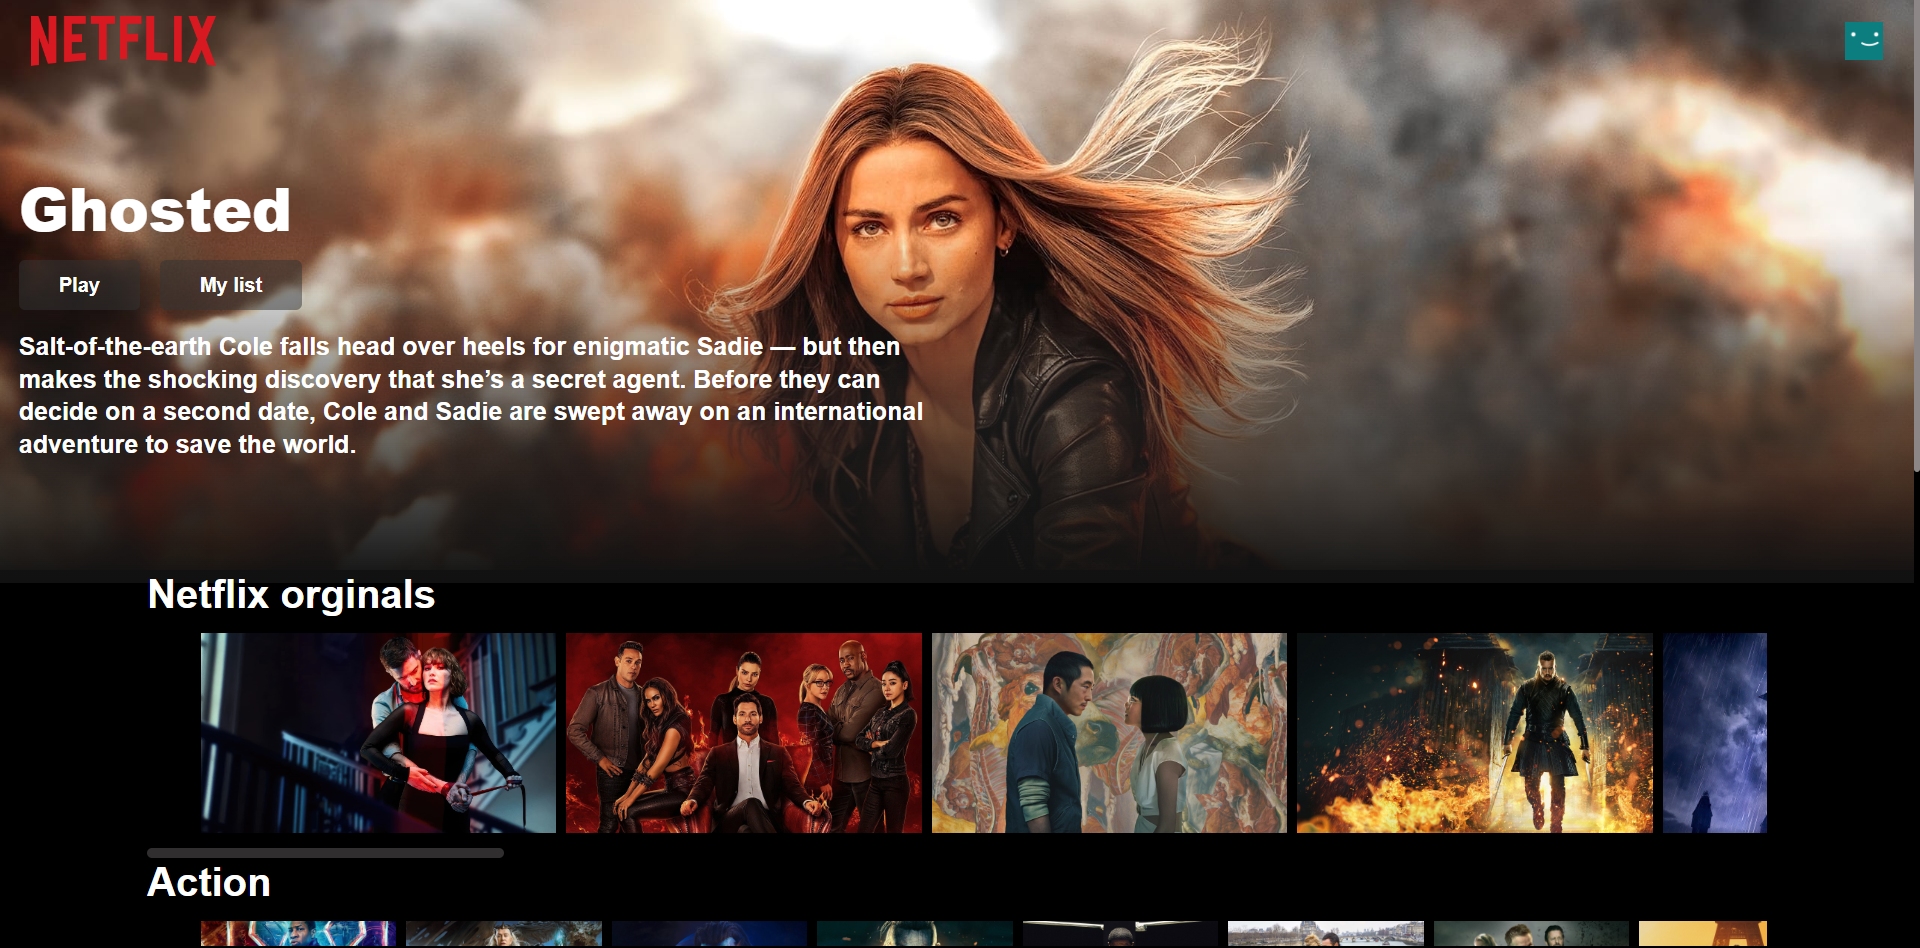 NETFLIX
Ghosted
Play
My list
Salt-of-the-earth Cole falls head over heels for enigmatic Sadie — but then
makes the shocking discovery that she’s a secret agent. Before they can
decide on a second date, Cole and Sadie are swept away on an international
adventure to save the world.
Netflix orginals
Action